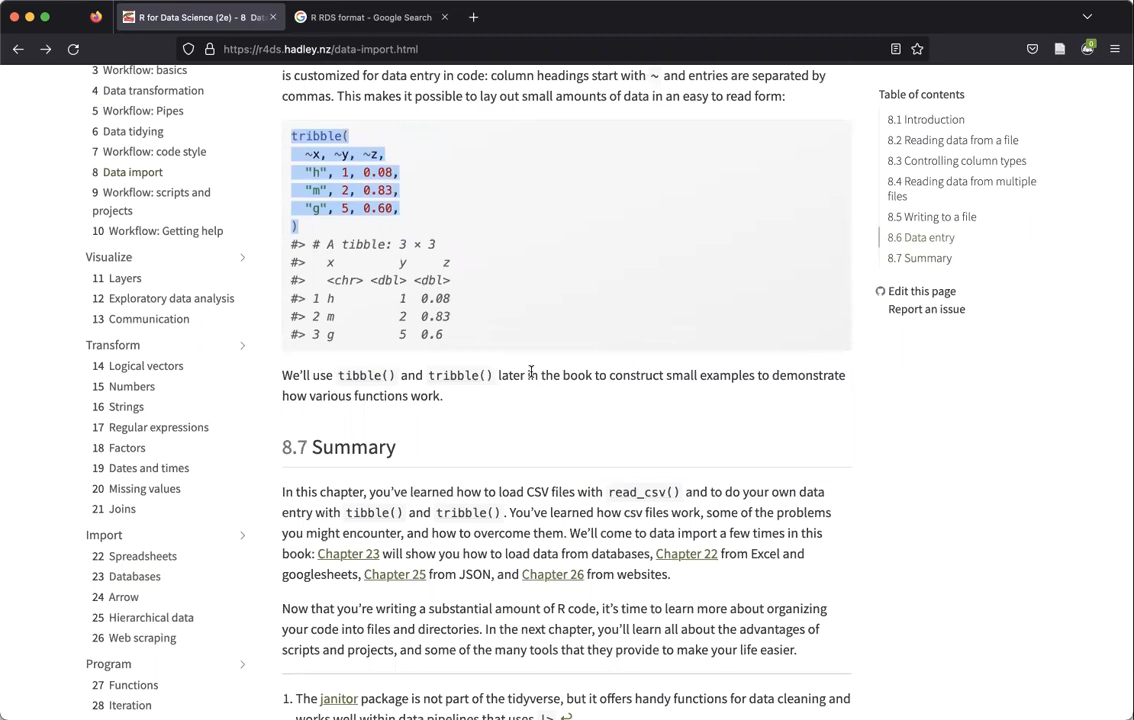 R for Data Science (2e) - 8 Dat
R RDS format - Google Search
https://r4ds.hadley.nz/data-import.html
0
3 Workflow: basics
4 Data transformation
5 Workflow: Pipes
6 Data tidying
7 Workflow: code style
8 Data import
9 Workflow: scripts and
projects
10 Workflow: Getting help
Visualize
11 Layers
12 Exploratory data analysis
13 Communication
Transform
14 Logical vectors
15 Numbers
16 Strings
17 Regular expressions
18 Factors
19 Dates and times
20 Missing values
21 Joins
Import
22 Spreadsheets
23 Databases
24 Arrow
25 Hierarchical data
26 Web scraping
Program
27 Functions
28 Iteration
is customized for data entry in code: column headings start with ~ and entries are separated by
commas. This makes it possible to lay out small amounts of data in an easy to read form:
tribble(
~x, ~y, ~z,
"h", 1, 0.08,
"m", 2, 0.83,
"g", 5, 0.60,
)
#> # A tibble: 3 × 3
#> x y z
#> <chr> <dbl> <dbl>
#> 1 h 1 0.08
#> 2 m 2 0.83
#> 3 g 5 0.6
We'll use tibble() and tribble() later in the book to construct small examples to demonstrate
how various functions work.
8.7 Summary
In this chapter, you've learned how to load CSV files with read_csv() and to do your own data
entry with tibble() and tribble(). You've learned how csv files work, some of the problems
you might encounter, and how to overcome them. We'll come to data import a few times in this
book: Chapter 23 will show you how to load data from databases, Chapter 22 from Excel and
googlesheets, Chapter 25 from JSON, and Chapter 26 from websites.
Now that you're writing a substantial amount of R code, it's time to learn more about organizing
your code into files and directories. In the next chapter, you'll learn all about the advantages of
scripts and projects, and some of the many tools that they provide to make your life easier.
1. The janitor package is not part of the tidyverse, but it offers handy functions for data cleaning and
works well within data pipelines that uses |>. ↩
Table of contents
8.1 Introduction
8.2 Reading data from a file
8.3 Controlling column types
8.4 Reading data from multiple
files
8.5 Writing to a file
8.6 Data entry
8.7 Summary
Edit this page
Report an issue